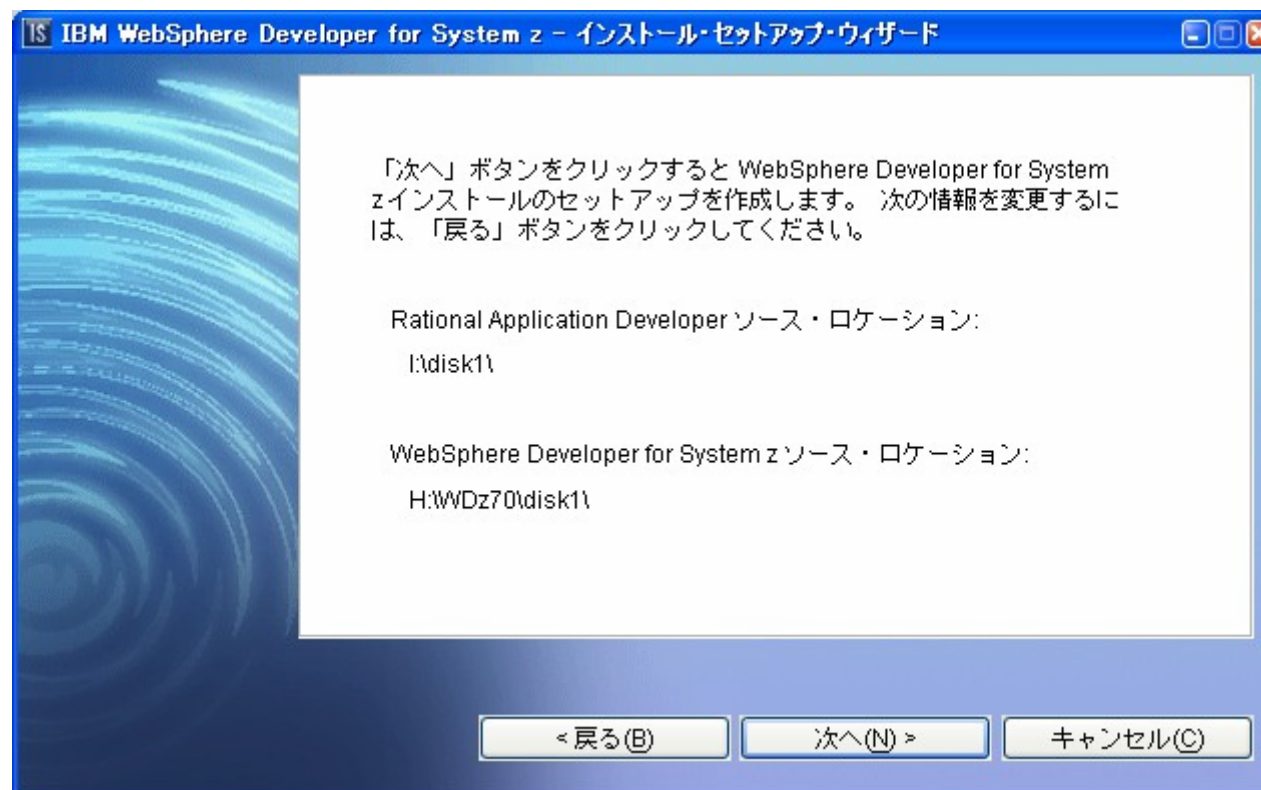 IS IBM WebSphere Developer for System z - インストール・セットアップ・ウィザード
「次へ」ボタンをクリックすると WebSphere Developer for System
zインストールのセットアップを作成します。 次の情報を変更するに
は、「戻る」ボタンをクリックしてください。
Rational Application Developer ソース・ロケーション:
I:\disk1\
WebSphere Developer for System z ソース・ロケーション:
H:\WDz70\disk1\
<戻る(B)
次へ(N) >
キャンセル(C)